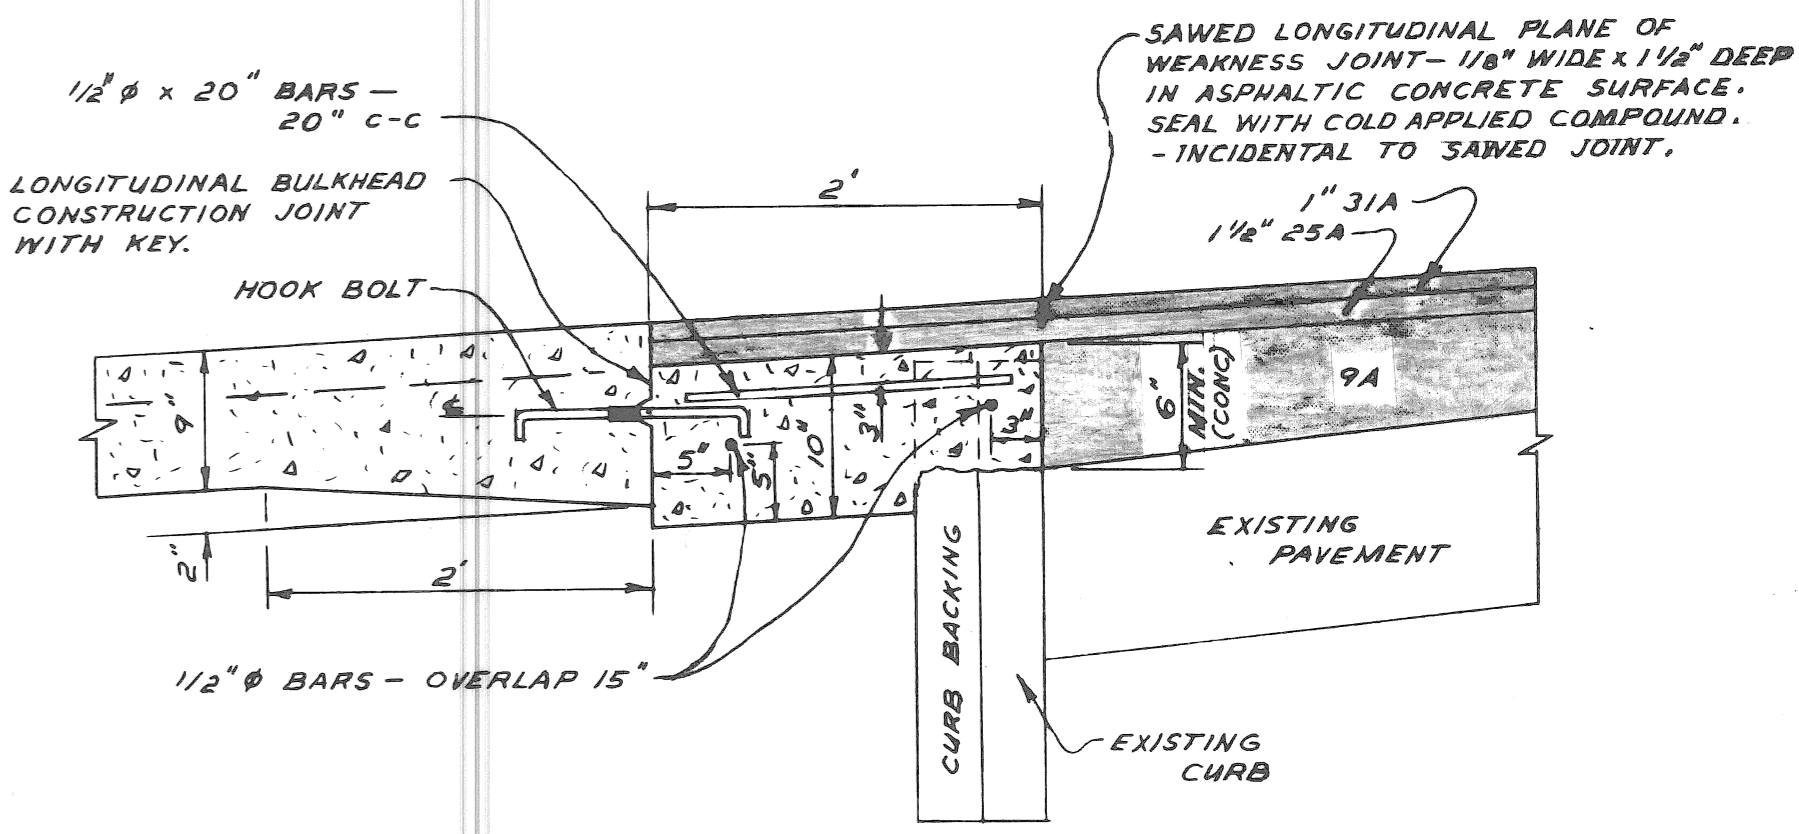 SAWED LONGITUDINAL PLANE OF
WEAKNESS JOINT- 1/8" WIDE x 1 1/2" DEEP
IN ASPHALTIC CONCRETE SURFACE.
SEAL WITH COLD APPLIED COMPOUND.
- INCIDENTAL TO SAWED JOINT.
1/2" ø x 20" BARS -
20" C-C
LONGITUDINAL BULKHEAD
CONSTRUCTION JOINT
WITH KEY.
HOOK BOLT
2'
1" 31A
1 1/2" 25A
9"
5"
5"
10"
3"
3"
6"
MIN.
(CONC)
9A
2"
2'
EXISTING
PAVEMENT
CURB BACKING
1/2" ø BARS - OVERLAP 15"
EXISTING
CURB